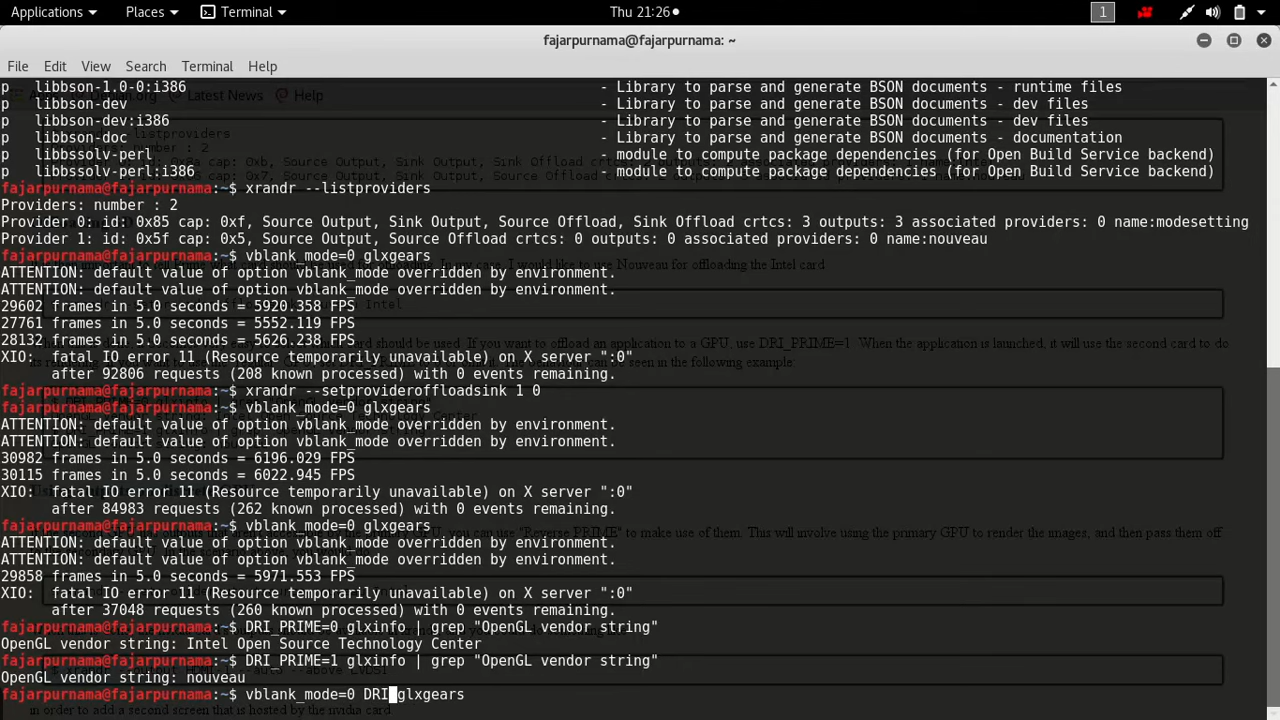 Applications Places Terminal Thu 21:26 1
fajarpurnama@fajarpurnama: ~
File Edit View Search Terminal Help
p libbson-1.0-0:i386 - Library to parse and generate BSON documents - runtime files
p libbson-dev - Library to parse and generate BSON documents - dev files
p libbson-dev:i386 - Library to parse and generate BSON documents - dev files
p libbson-doc - Library to parse and generate BSON documents - documentation
p libbssolv-perl - module to compute package dependencies (for Open Build Service backend)
p libbssolv-perl:i386 - module to compute package dependencies (for Open Build Service backend)
fajarpurnama@fajarpurnama:~$ xrandr --listproviders
Providers: number : 2
Provider 0: id: 0x85 cap: 0xf, Source Output, Sink Output, Source Offload, Sink Offload crtcs: 3 outputs: 3 associated providers: 0 name:modesetting
Provider 1: id: 0x5f cap: 0x5, Source Output, Source Offload crtcs: 0 outputs: 0 associated providers: 0 name:nouveau
fajarpurnama@fajarpurnama:~$ vblank_mode=0 glxgears
ATTENTION: default value of option vblank_mode overridden by environment.
ATTENTION: default value of option vblank_mode overridden by environment.
29602 frames in 5.0 seconds = 5920.358 FPS
27761 frames in 5.0 seconds = 5552.119 FPS
28132 frames in 5.0 seconds = 5626.238 FPS
XIO: fatal IO error 11 (Resource temporarily unavailable) on X server ":0"
after 92806 requests (208 known processed) with 0 events remaining.
fajarpurnama@fajarpurnama:~$ xrandr --setprovideroffloadsink 1 0
fajarpurnama@fajarpurnama:~$ vblank_mode=0 glxgears
ATTENTION: default value of option vblank_mode overridden by environment.
ATTENTION: default value of option vblank_mode overridden by environment.
30982 frames in 5.0 seconds = 6196.029 FPS
30115 frames in 5.0 seconds = 6022.945 FPS
XIO: fatal IO error 11 (Resource temporarily unavailable) on X server ":0"
after 84983 requests (262 known processed) with 0 events remaining.
fajarpurnama@fajarpurnama:~$ vblank_mode=0 glxgears
ATTENTION: default value of option vblank_mode overridden by environment.
ATTENTION: default value of option vblank_mode overridden by environment.
29858 frames in 5.0 seconds = 5971.553 FPS
XIO: fatal IO error 11 (Resource temporarily unavailable) on X server ":0"
after 37048 requests (260 known processed) with 0 events remaining.
fajarpurnama@fajarpurnama:~$ DRI_PRIME=0 glxinfo | grep "OpenGL vendor string"
OpenGL vendor string: Intel Open Source Technology Center
fajarpurnama@fajarpurnama:~$ DRI_PRIME=1 glxinfo | grep "OpenGL vendor string"
OpenGL vendor string: nouveau
fajarpurnama@fajarpurnama:~$ vblank_mode=0 DRI glxgears
in order to add a second screen that is hosted by the nvidia card